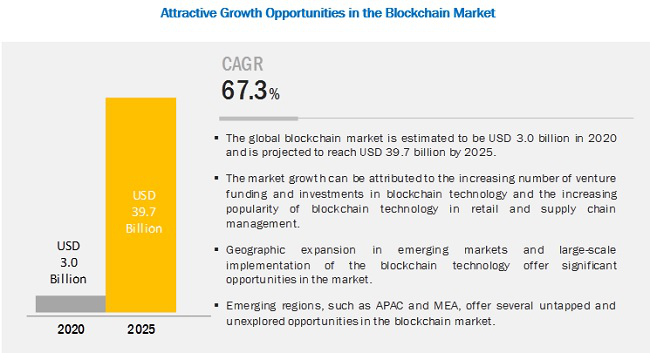 Attractive Growth Opportunities in the Blockchain Market
CAGR
67.3%
USD
39.7
Billion
USD
3.0
Billion
2020
2025
▪ The global blockchain market is estimated to be USD 3.0 billion in 2020
and is projected to reach USD 39.7 billion by 2025.
▪ The market growth can be attributed to the increasing number of venture
funding and investments in blockchain technology and the increasing
popularity of blockchain technology in retail and supply chain
management.
▪ Geographic expansion in emerging markets and large-scale
implementation of the blockchain technology offer significant
opportunities in the market.
▪ Emerging regions, such as APAC and MEA, offer several untapped and
unexplored opportunities in the blockchain market.